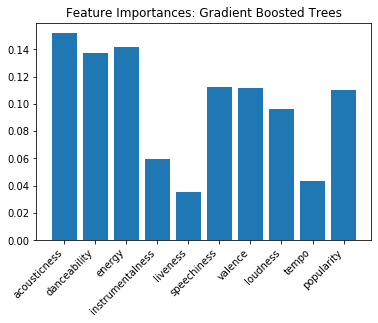 Feature Importances: Gradient Boosted Trees
0.14
0.12
0.10
0.08
0.06
0.04
0.02
0.00
acousticness
danceability
energy
instrumentalness
liveness
speechiness
valence
loudness
tempo
popularity